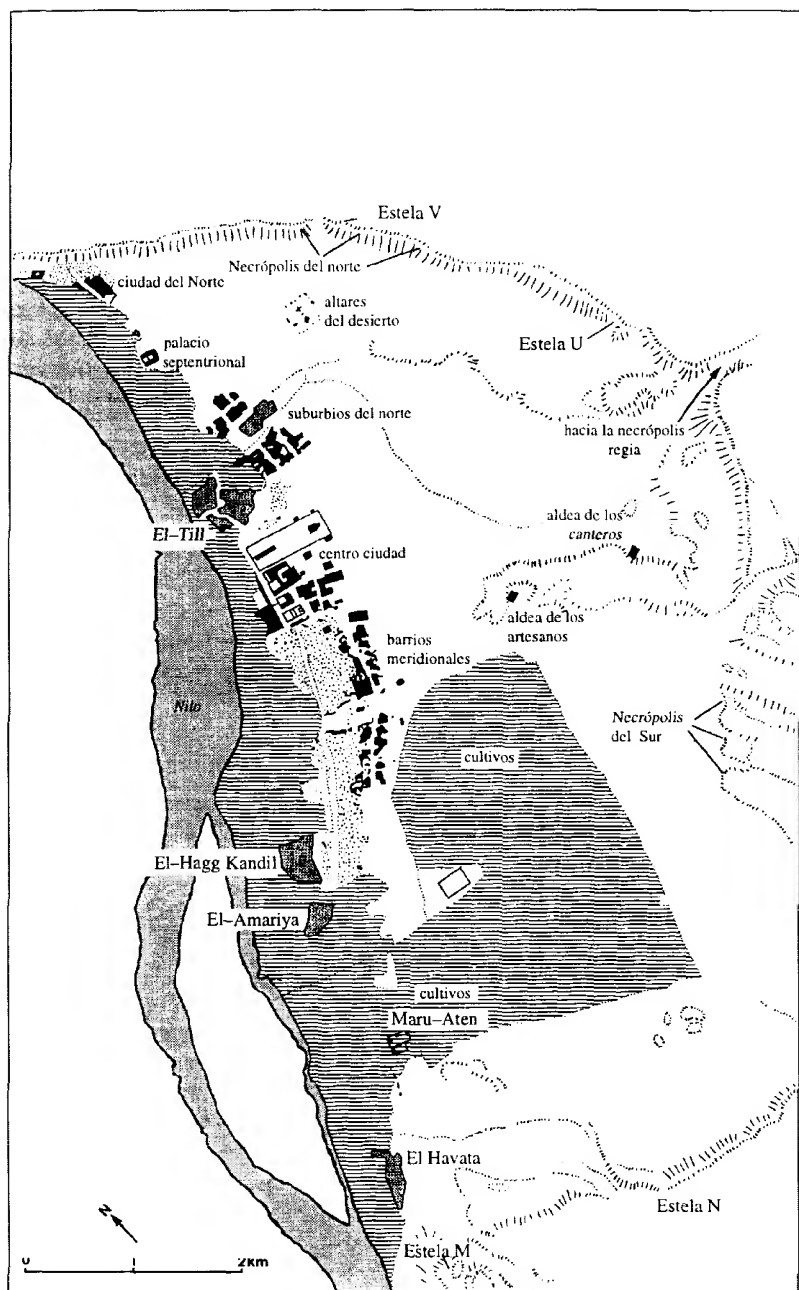 Estela V
Necrópolis del norte
ciudad del Norte
altares
del desierto
palacio
septentrional
Estela U
suburbios del norte
hacia la necrópolis
regia
El–Till
aldea de los
canteros
centro ciudad
aldea de los
artesanos
barrios
meridionales
Nilo
Necrópolis
del Sur
cultivos
El–Hagg Kandil
El–Amariya
cultivos
Maru–Aten
El Havata
Estela N
N
Estela M
0
2km